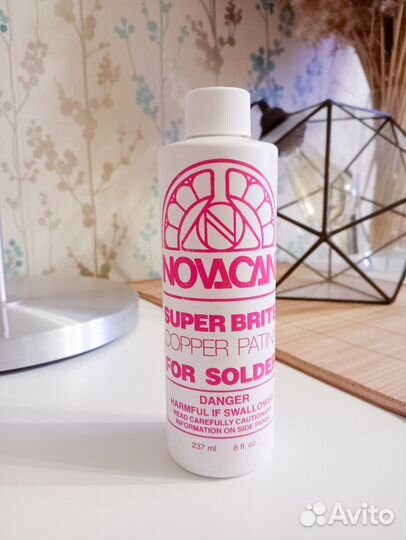 NOVACAN
SUPER BRITE
COPPER PATIN
FOR SOLDER
DANGER
HARMFUL IF SWALLOWED
READ CAREFULLY CAUTIONARY
INFORMATION ON SIDE PANEL
237 ml 8 fl. oz.
Avito